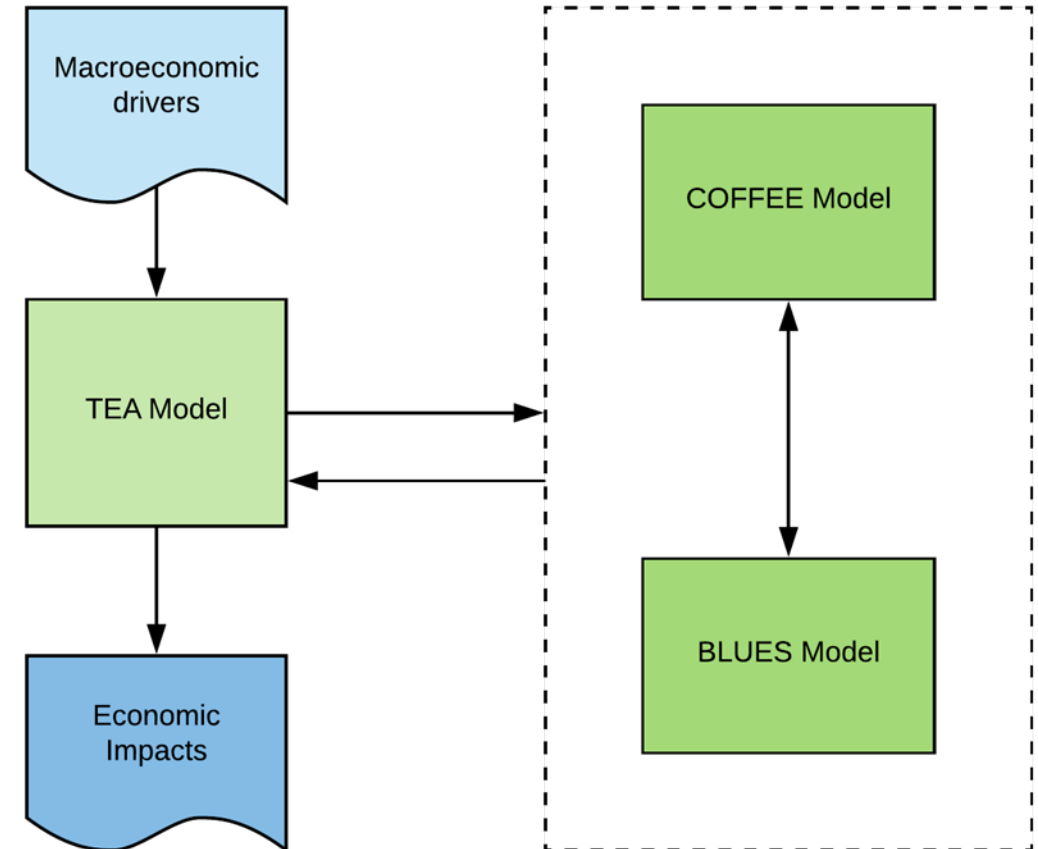 Macroeconomic
drivers
COFFEE Model
TEA Model
BLUES Model
Economic
Impacts